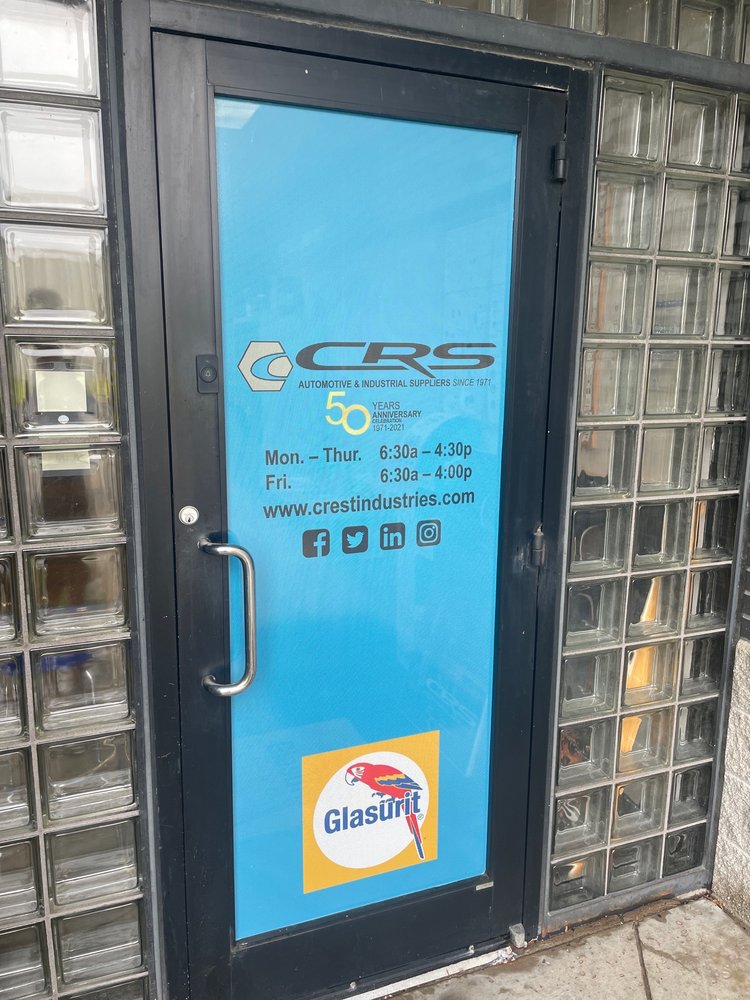 CRS
AUTOMOTIVE & INDUSTRIAL SUPPLIERS SINCE 1971
50 YEARS
ANNIVERSARY
CELEBRATION
1971-2021
Mon. – Thur. 6:30a – 4:30p
Fri. 6:30a – 4:00p
www.crestindustries.com
Glasurit